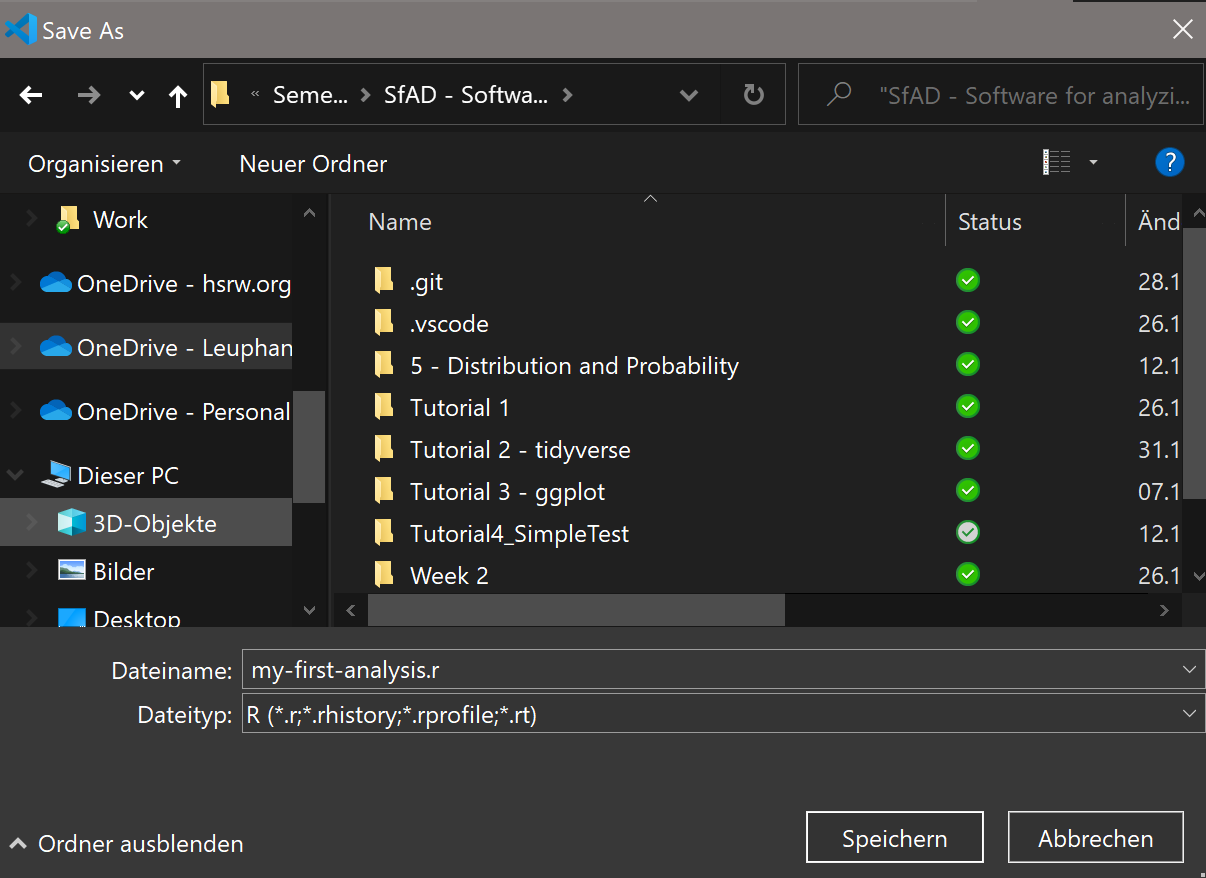 Save As
« Seme... > SfAD - Softwa... >
"SfAD - Software for analyzi...
Organisieren
Neuer Ordner
?
Work
OneDrive - hsrw.org
OneDrive - Leuphan
OneDrive - Personal
Dieser PC
3D-Objekte
Bilder
Desktop
Name Status Änd
.git 28.1
.vscode 26.1
5 - Distribution and Probability 12.1
Tutorial 1 26.1
Tutorial 2 - tidyverse 31.1
Tutorial 3 - ggplot 07.1
Tutorial4_SimpleTest 12.1
Week 2 26.1
Dateiname: my-first-analysis.r
Dateityp: R (*.r;*.rhistory;*.rprofile;*.rt)
Ordner ausblenden
Speichern
Abbrechen